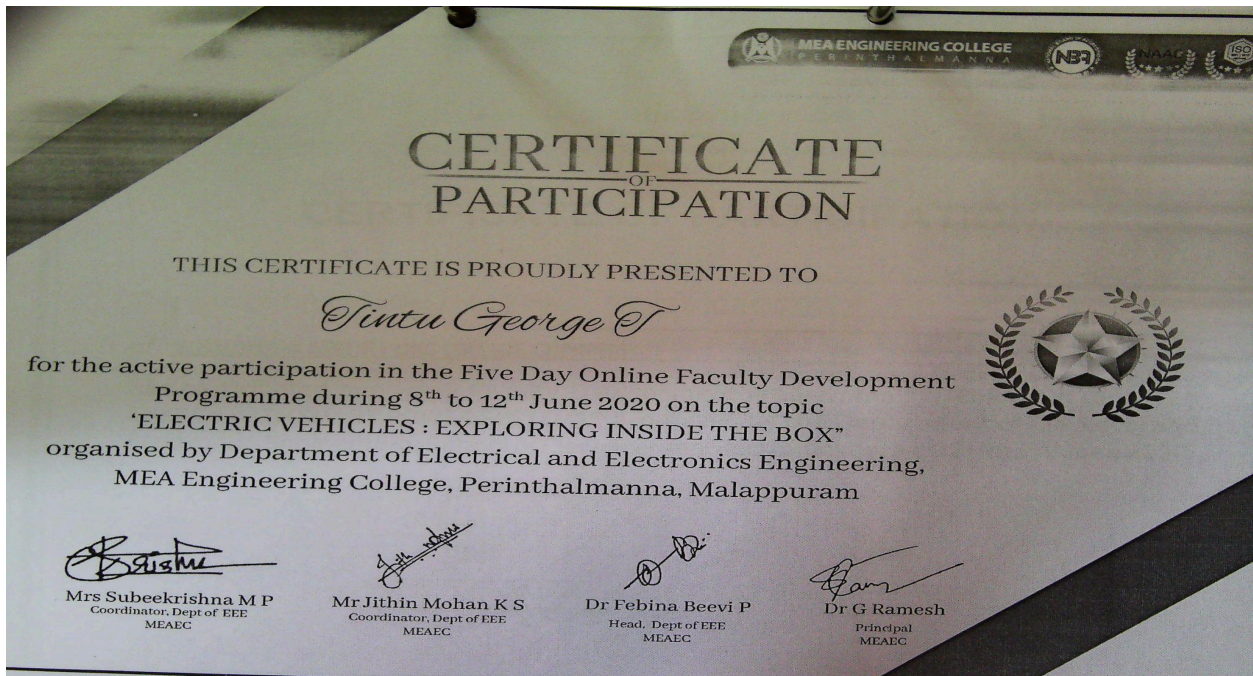 MEA ENGINEERING COLLEGE
PERINTHALMANNA
NBA
NAAC
ISO
CERTIFICATE
OF
PARTICIPATION
THIS CERTIFICATE IS PROUDLY PRESENTED TO
Tintu George T
for the active participation in the Five Day Online Faculty Development
Programme during 8th to 12th June 2020 on the topic
‘ELECTRIC VEHICLES : EXPLORING INSIDE THE BOX”
organised by Department of Electrical and Electronics Engineering,
MEA Engineering College, Perinthalmanna, Malappuram
Mrs Subeekrishna M P
Coordinator, Dept of EEE
MEAEC
Mr Jithin Mohan K S
Coordinator, Dept of EEE
MEAEC
Dr Febina Beevi P
Head, Dept of EEE
MEAEC
Dr G Ramesh
Principal
MEAEC